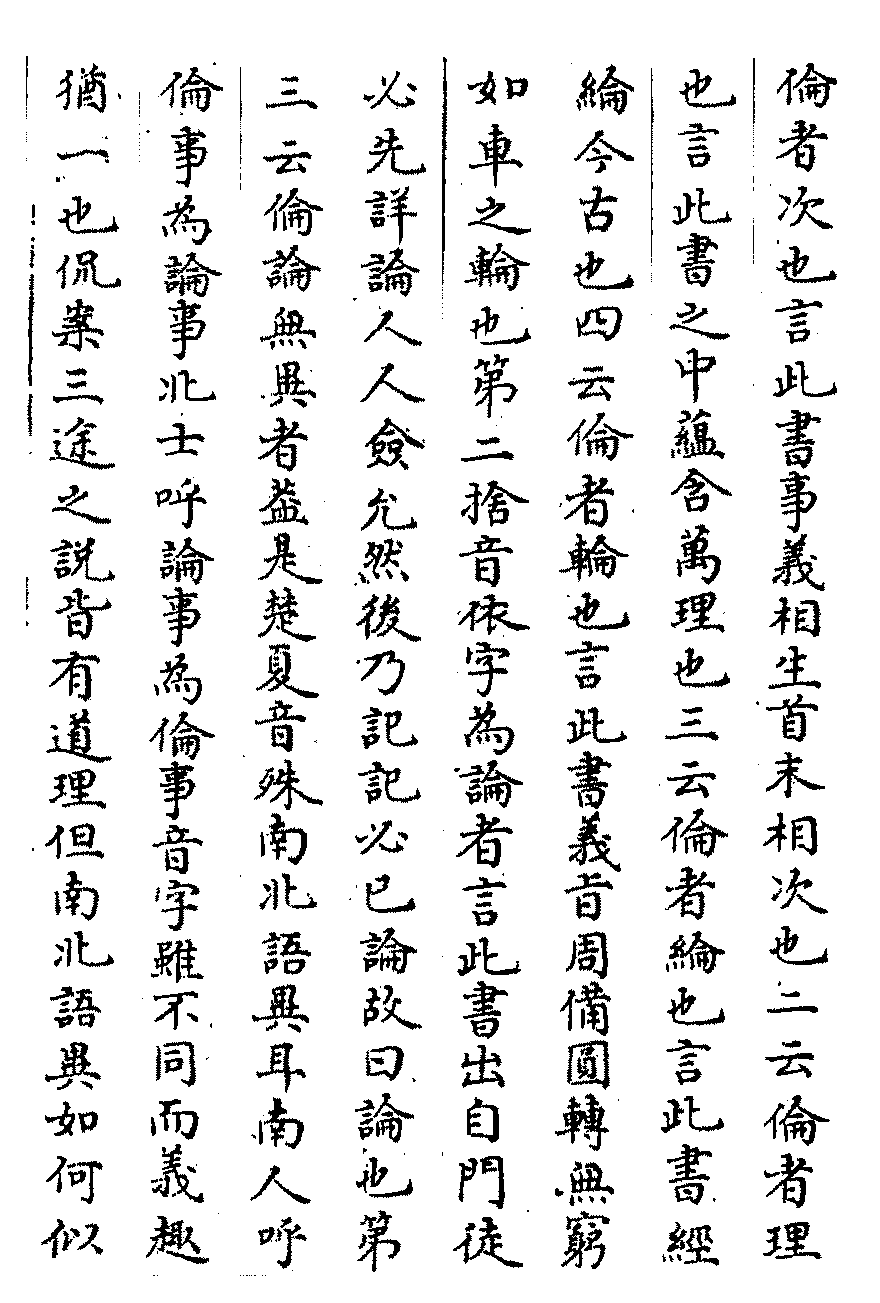 倫者次也言此書事義相生首末相次也二云倫者理
也言此書之中蘊含萬理也三云倫者綸也言此書經
綸今古也四云倫者輪也言此書義旨周備圓轉無窮
如車之輪也第二捨音依字為論者言此書出自門徒
必先詳論人人僉允然後乃記記必已論故曰論也第
三云倫論無異者葢是楚夏音殊南北語異耳南人呼
倫事為論事北士呼論事為倫事音字雖不同而義趣
猶一也侃案三途之説皆有道理但南北語異如何似